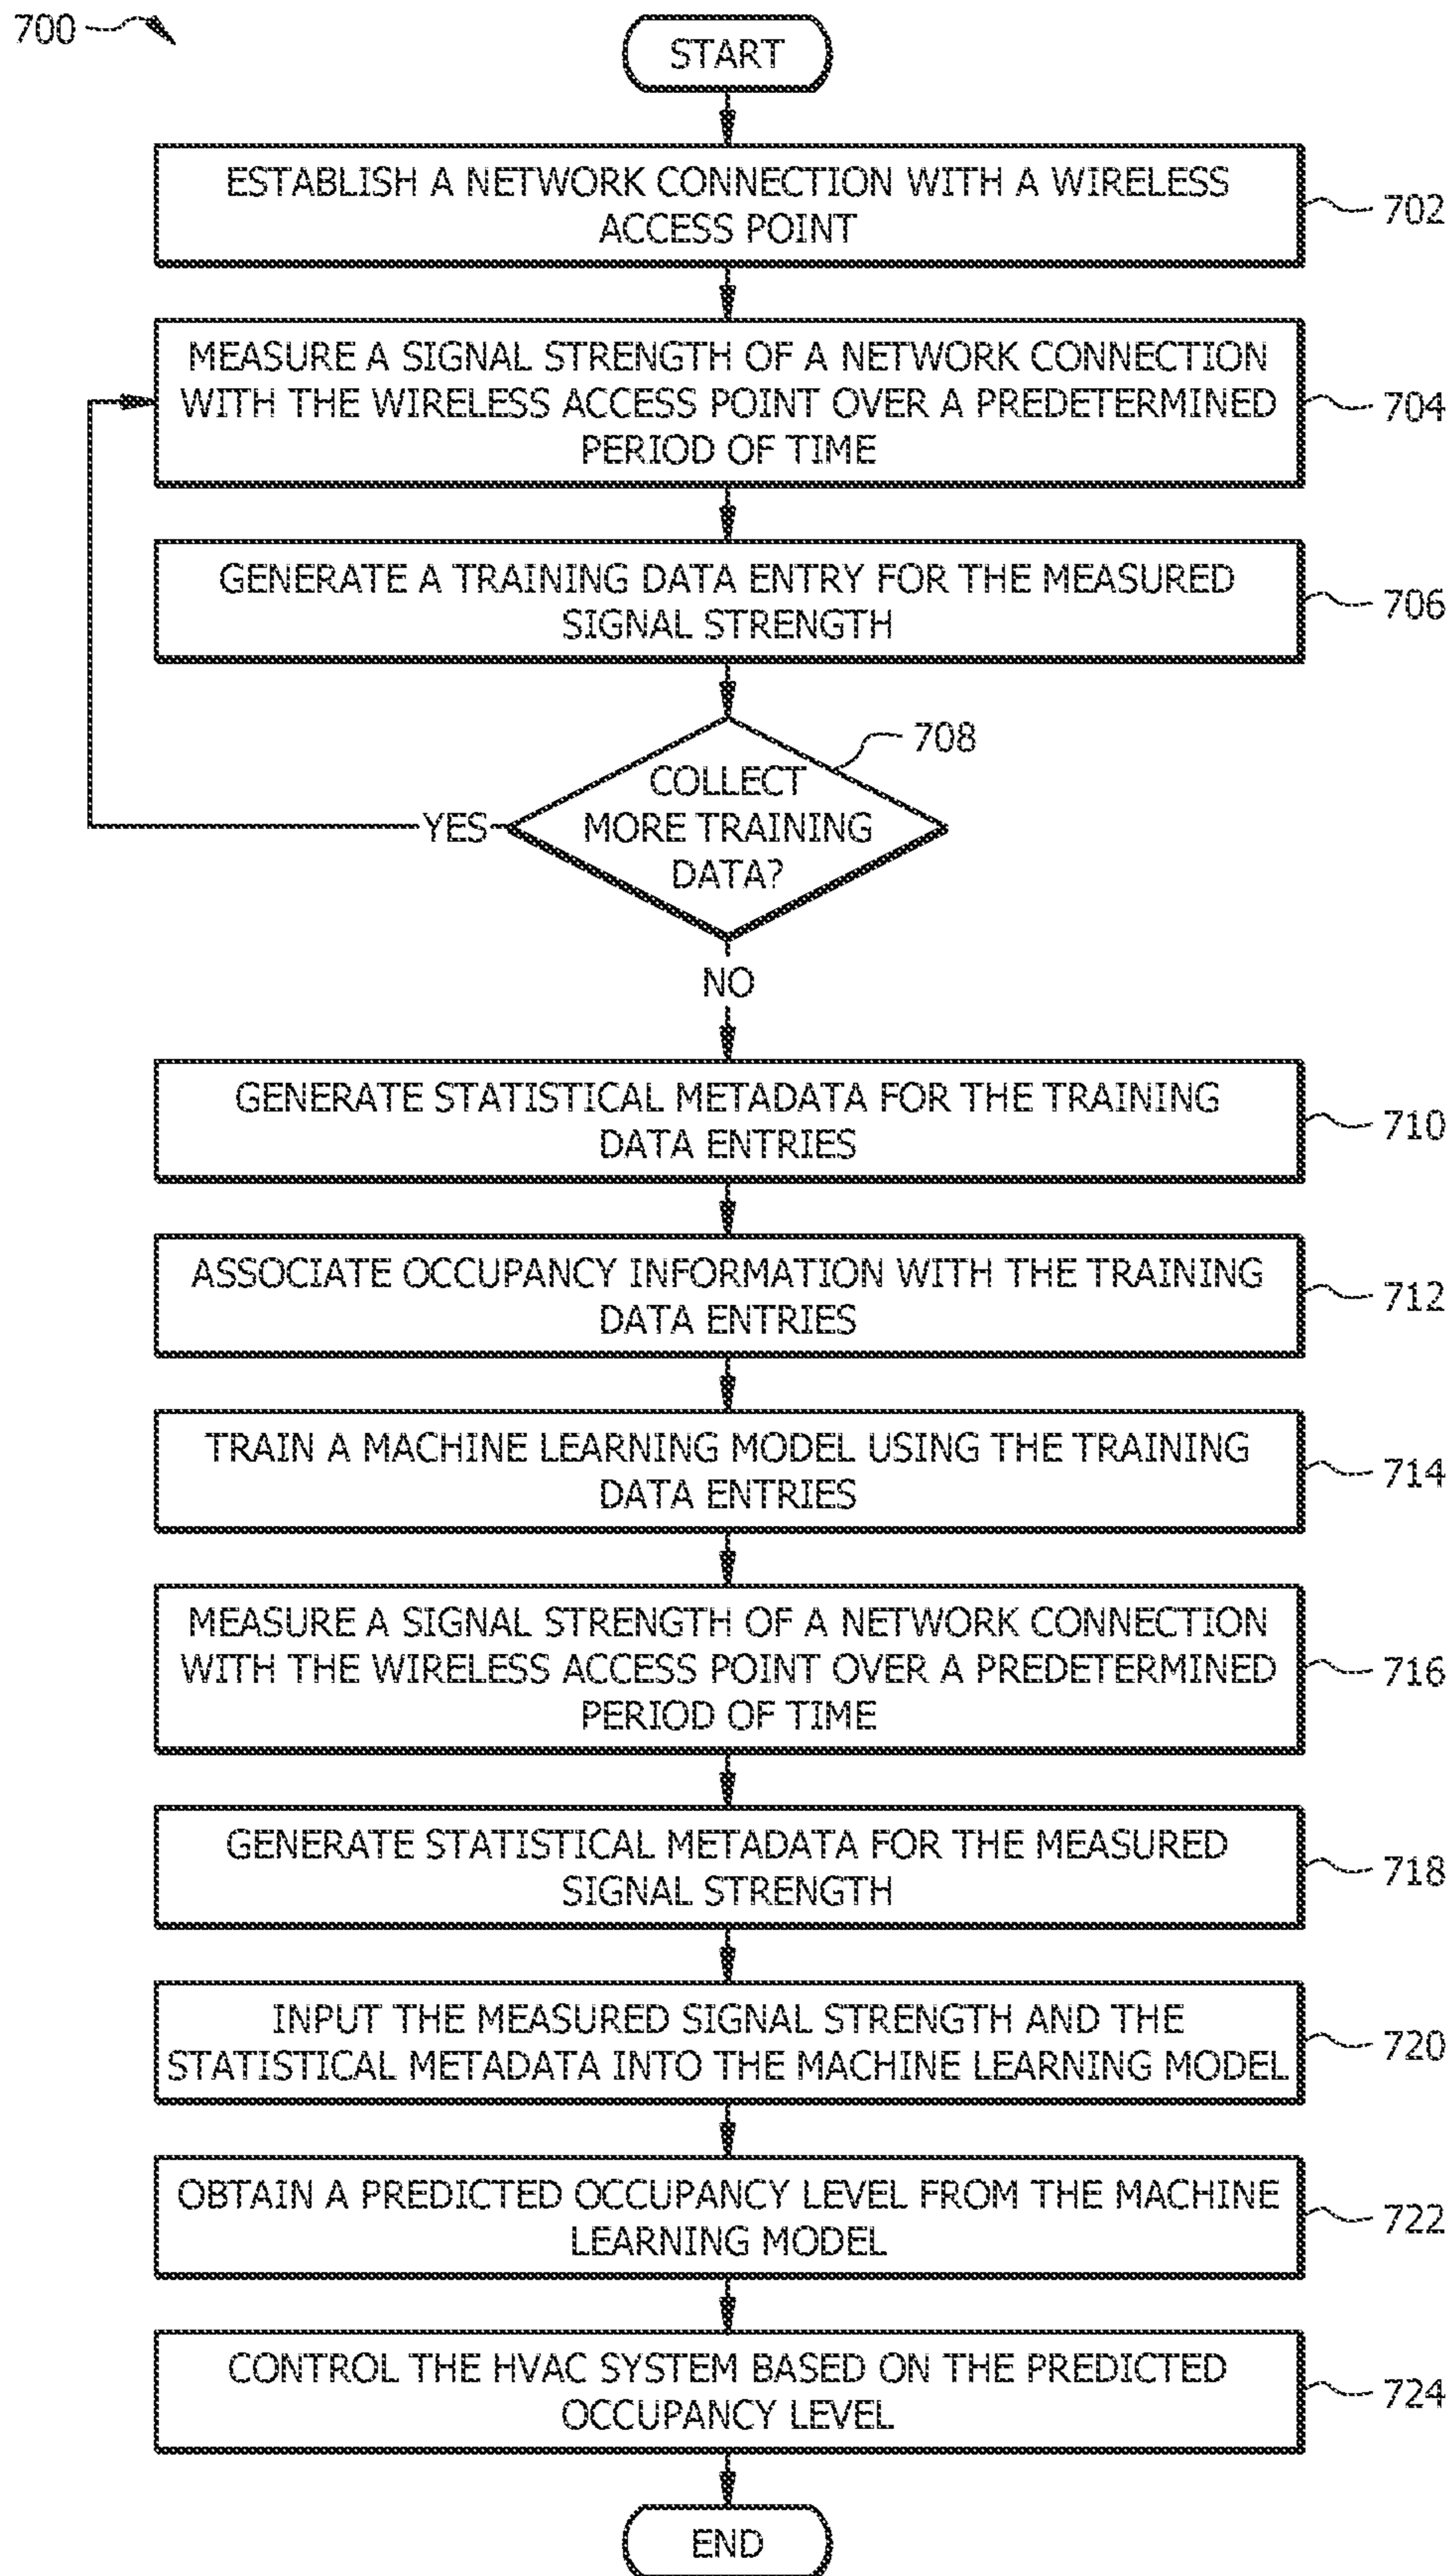 700
START
ESTABLISH A NETWORK CONNECTION WITH A WIRELESS
ACCESS POINT
702
MEASURE A SIGNAL STRENGTH OF A NETWORK CONNECTION
WITH THE WIRELESS ACCESS POINT OVER A PREDETERMINED
PERIOD OF TIME
704
GENERATE A TRAINING DATA ENTRY FOR THE MEASURED
SIGNAL STRENGTH
706
708
COLLECT
MORE TRAINING
DATA?
YES
NO
GENERATE STATISTICAL METADATA FOR THE TRAINING
DATA ENTRIES
710
ASSOCIATE OCCUPANCY INFORMATION WITH THE TRAINING
DATA ENTRIES
712
TRAIN A MACHINE LEARNING MODEL USING THE TRAINING
DATA ENTRIES
714
MEASURE A SIGNAL STRENGTH OF A NETWORK CONNECTION
WITH THE WIRELESS ACCESS POINT OVER A PREDETERMINED
PERIOD OF TIME
716
GENERATE STATISTICAL METADATA FOR THE MEASURED
SIGNAL STRENGTH
718
INPUT THE MEASURED SIGNAL STRENGTH AND THE
STATISTICAL METADATA INTO THE MACHINE LEARNING MODEL
720
OBTAIN A PREDICTED OCCUPANCY LEVEL FROM THE MACHINE
LEARNING MODEL
722
CONTROL THE HVAC SYSTEM BASED ON THE PREDICTED
OCCUPANCY LEVEL
724
END